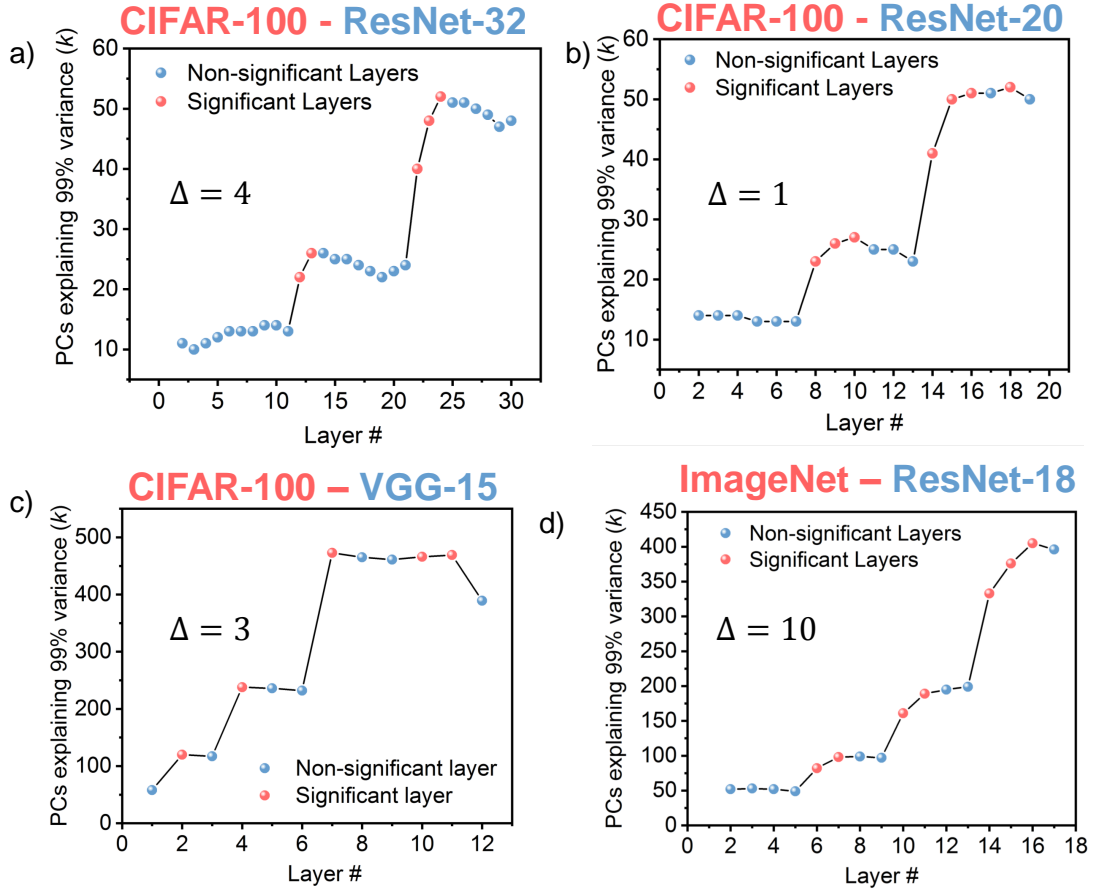 CIFAR-100 - ResNet-32
a)
PCs explaining 99% variance (k)
60
50
40
30
20
10
Non-significant Layers
Significant Layers
Δ = 4
0 5 10 15 20 25 30
Layer #
CIFAR-100 - ResNet-20
b)
PCs explaining 99% variance (k)
60
50
40
30
20
10
Non-significant Layers
Significant Layers
Δ = 1
0 2 4 6 8 10 12 14 16 18 20
Layer #
CIFAR-100 – VGG-15
c)
PCs explaining 99% variance (k)
500
400
300
200
100
0
Δ = 3
Non-significant layer
Significant layer
0 2 4 6 8 10 12
Layer #
ImageNet – ResNet-18
d)
PCs explaining 99% variance (k)
450
400
350
300
250
200
150
100
50
0
Non-significant Layers
Significant Layers
Δ = 10
0 2 4 6 8 10 12 14 16 18
Layer #